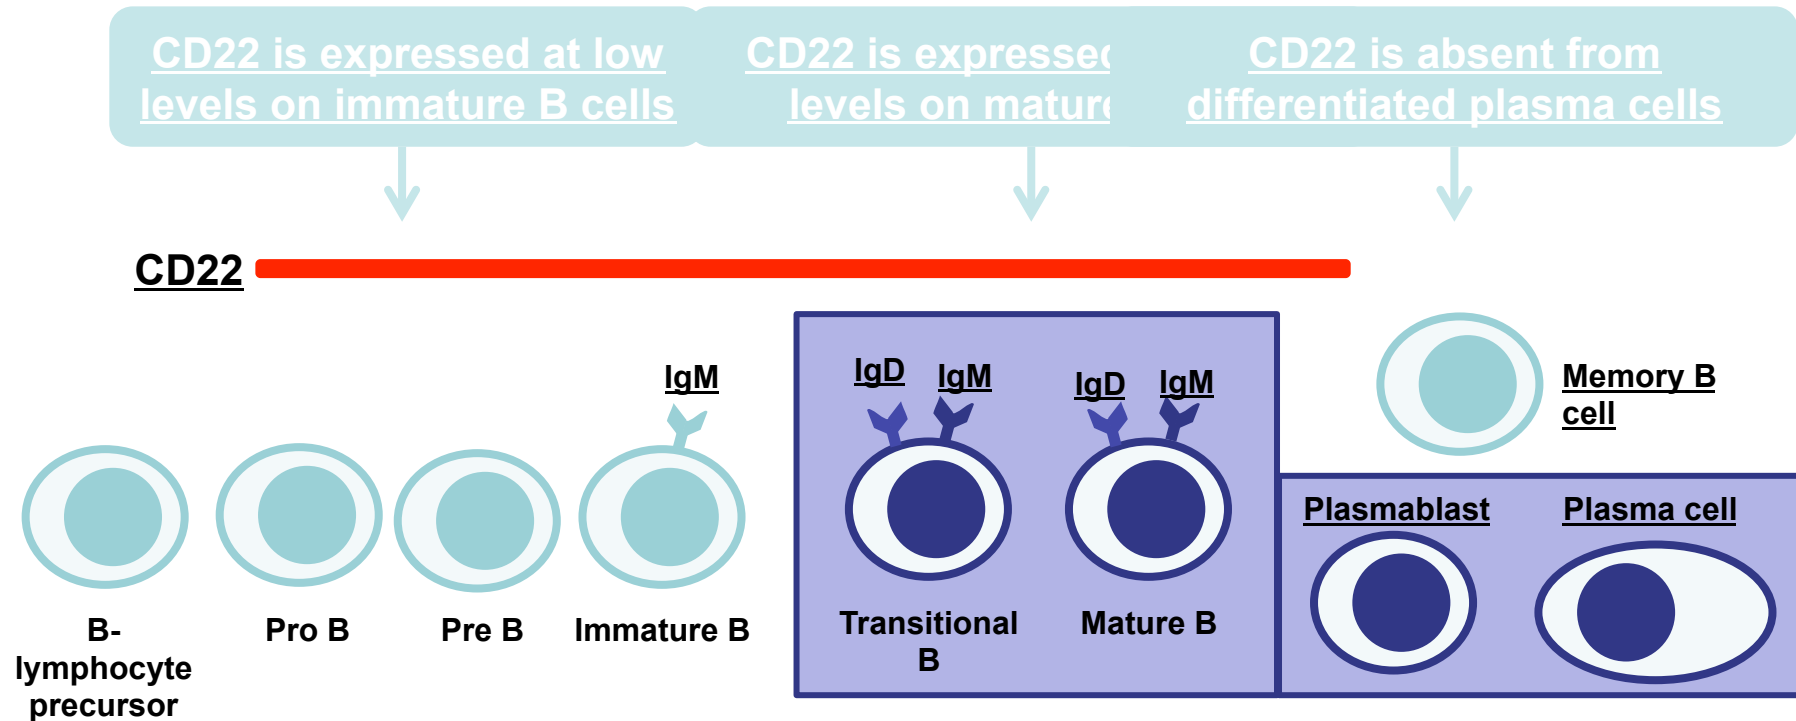 CD22 is expressed at low
levels on immature B cells
CD22 is expressed
levels on mature
CD22 is absent from
differentiated plasma cells
CD22
IgM
IgD
IgM
IgD
IgM
Memory B
cell
Plasmablast
Plasma cell
B-
lymphocyte
precursor
Pro B
Pre B
Immature B
Transitional
B
Mature B